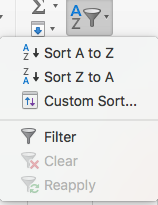 Σ
A
Z
A
Z
Sort A to Z
Z
A
Sort Z to A
Custom Sort...
Filter
Clear
Reapply